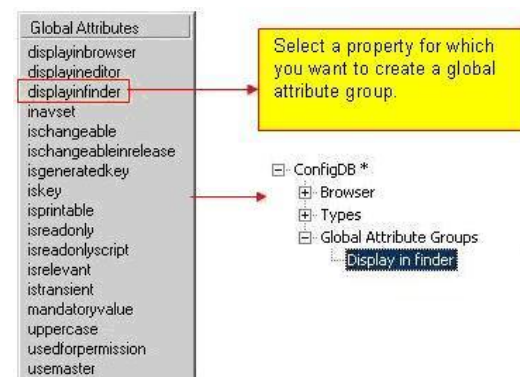 Global Attributes
displayinbrowser
displayineditor
displayinfinder
inavset
ischangeable
ischangeableinrelease
isgeneratedkey
iskey
isprintable
isreadonly
isreadonlyscript
isrelevant
istransient
mandatoryvalue
uppercase
usedforpermission
usemaster
Select a property for which
you want to create a global
attribute group.
ConfigDB *
Browser
Types
Global Attribute Groups
Display in finder